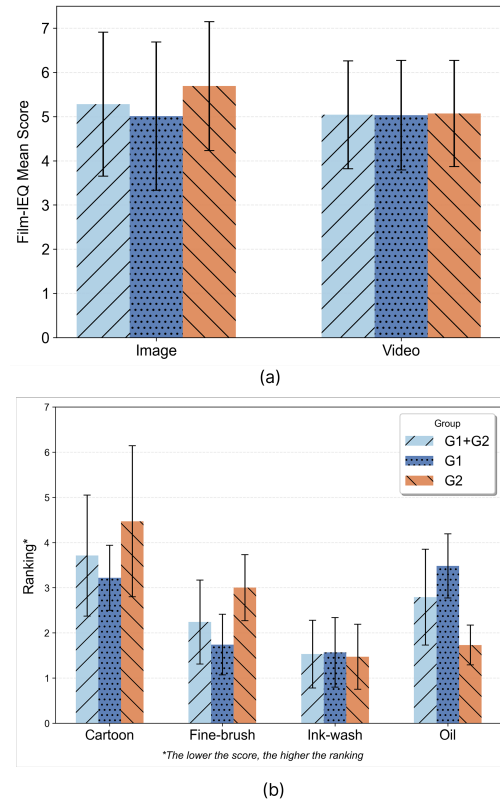 7
6
5
4
3
2
1
0
Film-IEQ Mean Score
Image Video
(a)
7
6
5
4
3
2
1
0
Ranking*
Group
G1+G2
G1
G2
Cartoon Fine-brush Ink-wash Oil
*The lower the score, the higher the ranking
(b)